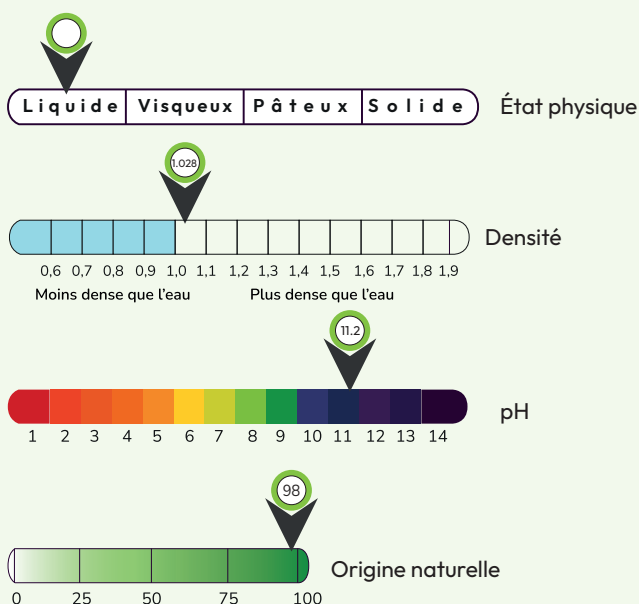 Liquide Visqueux Pâteux Solide État physique
1.028
Densité
0,6 0,7 0,8 0,9 1,0 1,1 1,2 1,3 1,4 1,5 1,6 1,7 1,8 1,9
Moins dense que l'eau Plus dense que l'eau
11.2
pH
1 2 3 4 5 6 7 8 9 10 11 12 13 14
98
Origine naturelle
0 25 50 75 100